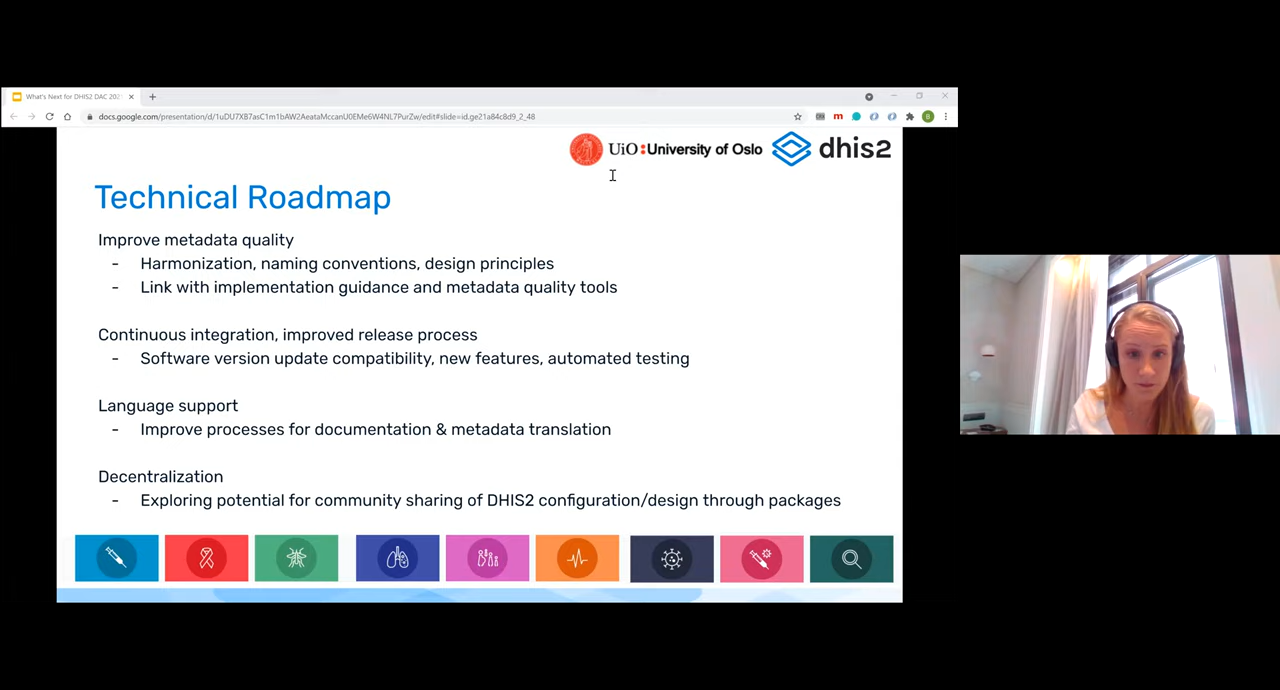 What's Next for DHIS2 DAC 202
docs.google.com/presentation/d/1uDU7XB7asC1m1bAW2AeataMccanU0EMe6W4NL7PurZw/edit#slide=id.ge21a84c8d9_2_48
UiO:University of Oslo
dhis2
Technical Roadmap
Improve metadata quality
- Harmonization, naming conventions, design principles
- Link with implementation guidance and metadata quality tools
Continuous integration, improved release process
- Software version update compatibility, new features, automated testing
Language support
- Improve processes for documentation & metadata translation
Decentralization
- Exploring potential for community sharing of DHIS2 configuration/design through packages